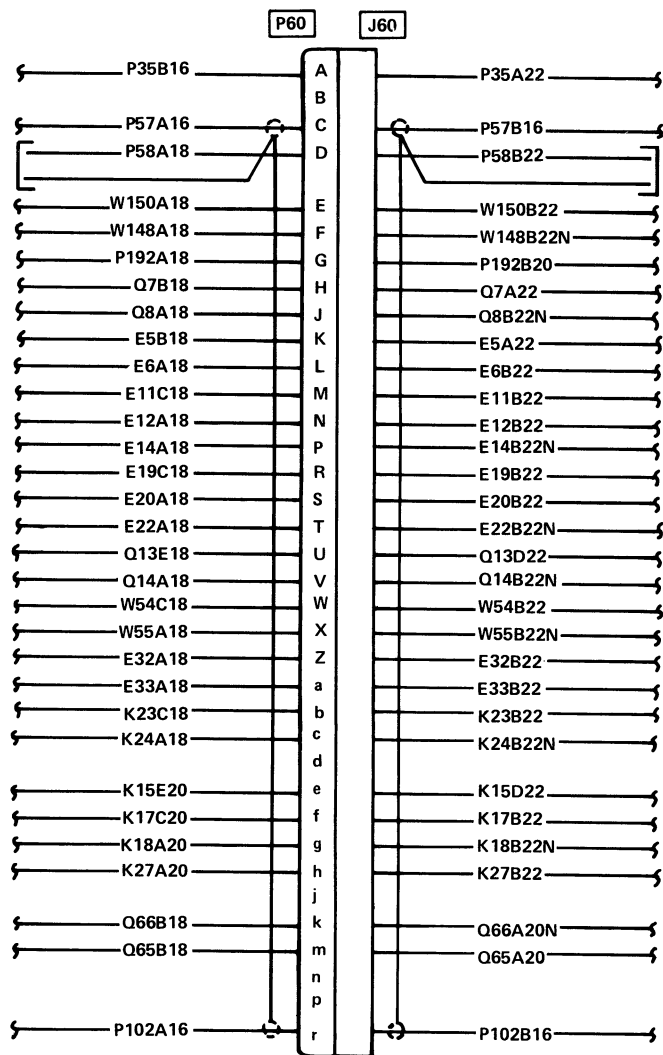 P60 J60
P35B16 A P35A22
B
P57A16 C P57B16
P58A18 D P58B22
W150A18 E W150B22
W148A18 F W148B22N
P192A18 G P192B20
Q7B18 H Q7A22
Q8A18 J Q8B22N
E5B18 K E5A22
E6A18 L E6B22
E11C18 M E11B22
E12A18 N E12B22
E14A18 P E14B22N
E19C18 R E19B22
E20A18 S E20B22
E22A18 T E22B22N
Q13E18 U Q13D22
Q14A18 V Q14B22N
W54C18 W W54B22
W55A18 X W55B22N
E32A18 Z E32B22
E33A18 a E33B22
K23C18 b K23B22
K24A18 c K24B22N
d
K15E20 e K15D22
K17C20 f K17B22
K18A20 g K18B22N
K27A20 h K27B22
j
Q66B18 k Q66A20N
Q65B18 m Q65A20
n
p
P102A16 r P102B16